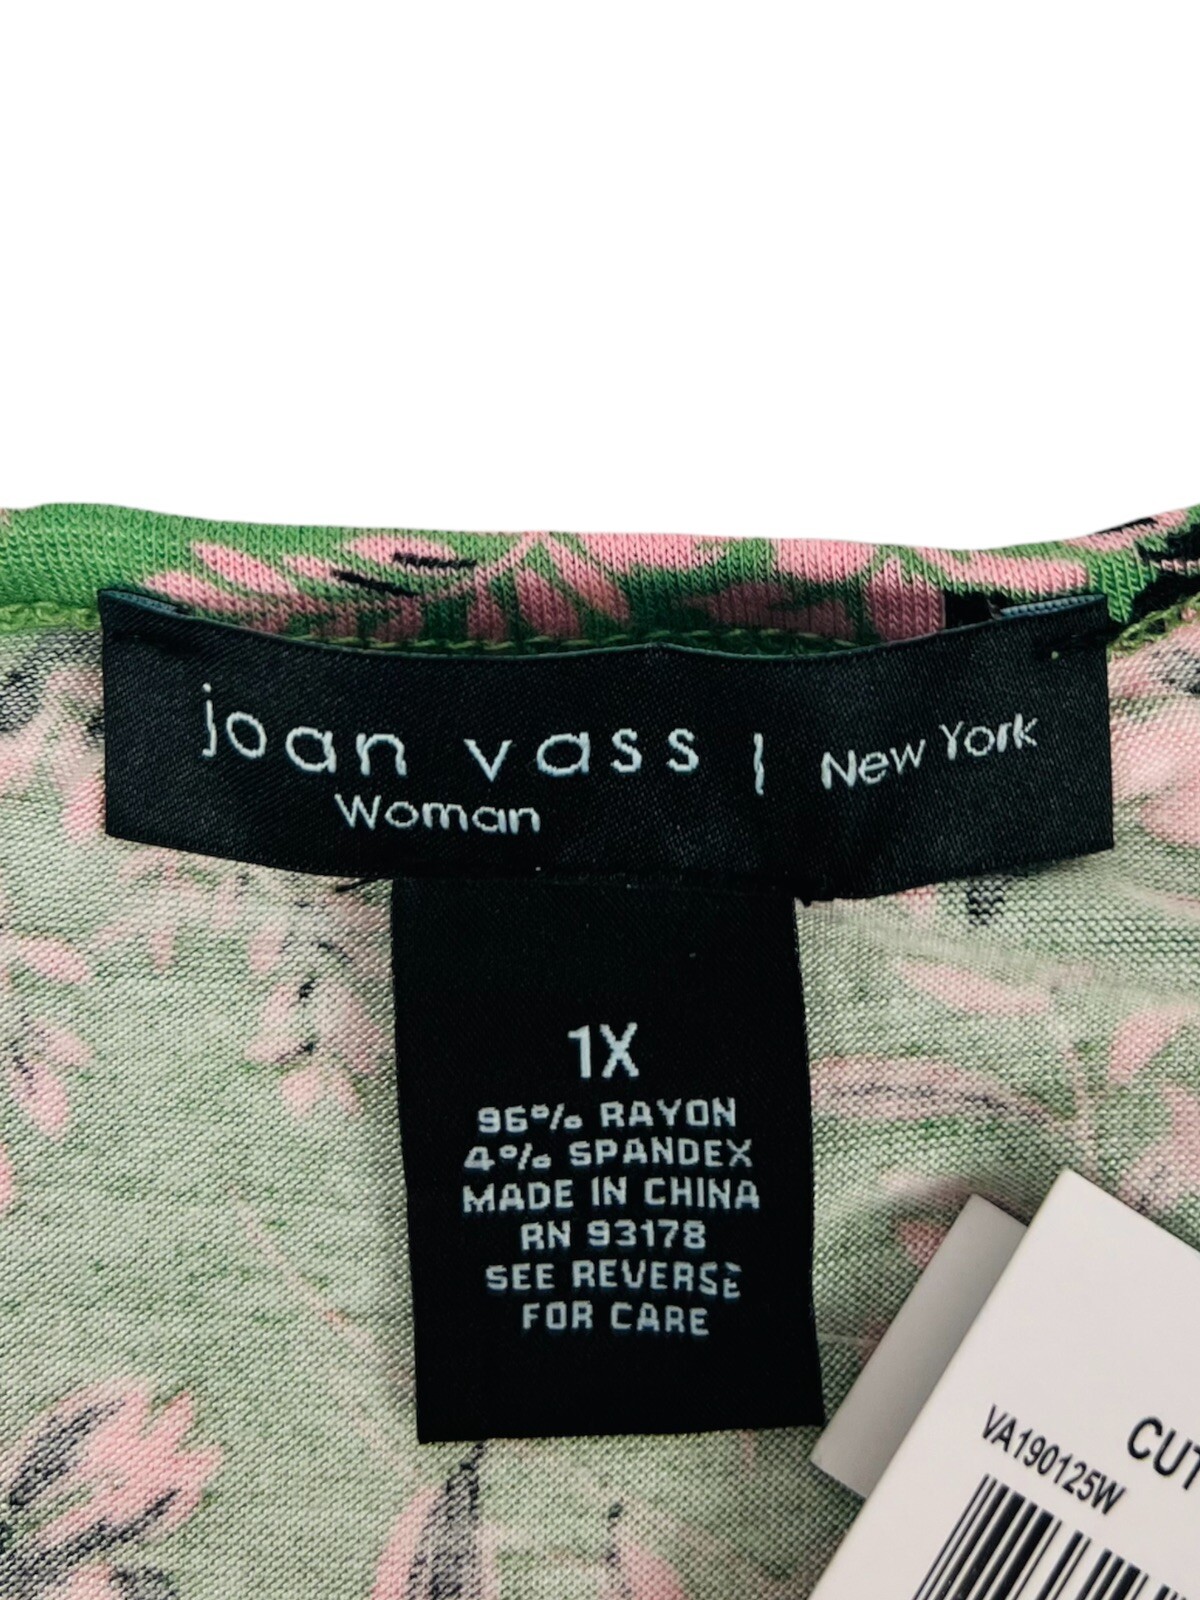 joan vass | New York
Woman
1X
96% RAYON
4% SPANDEX
MADE IN CHINA
RN 93178
SEE REVERSE
FOR CARE
CUT
VA190125W